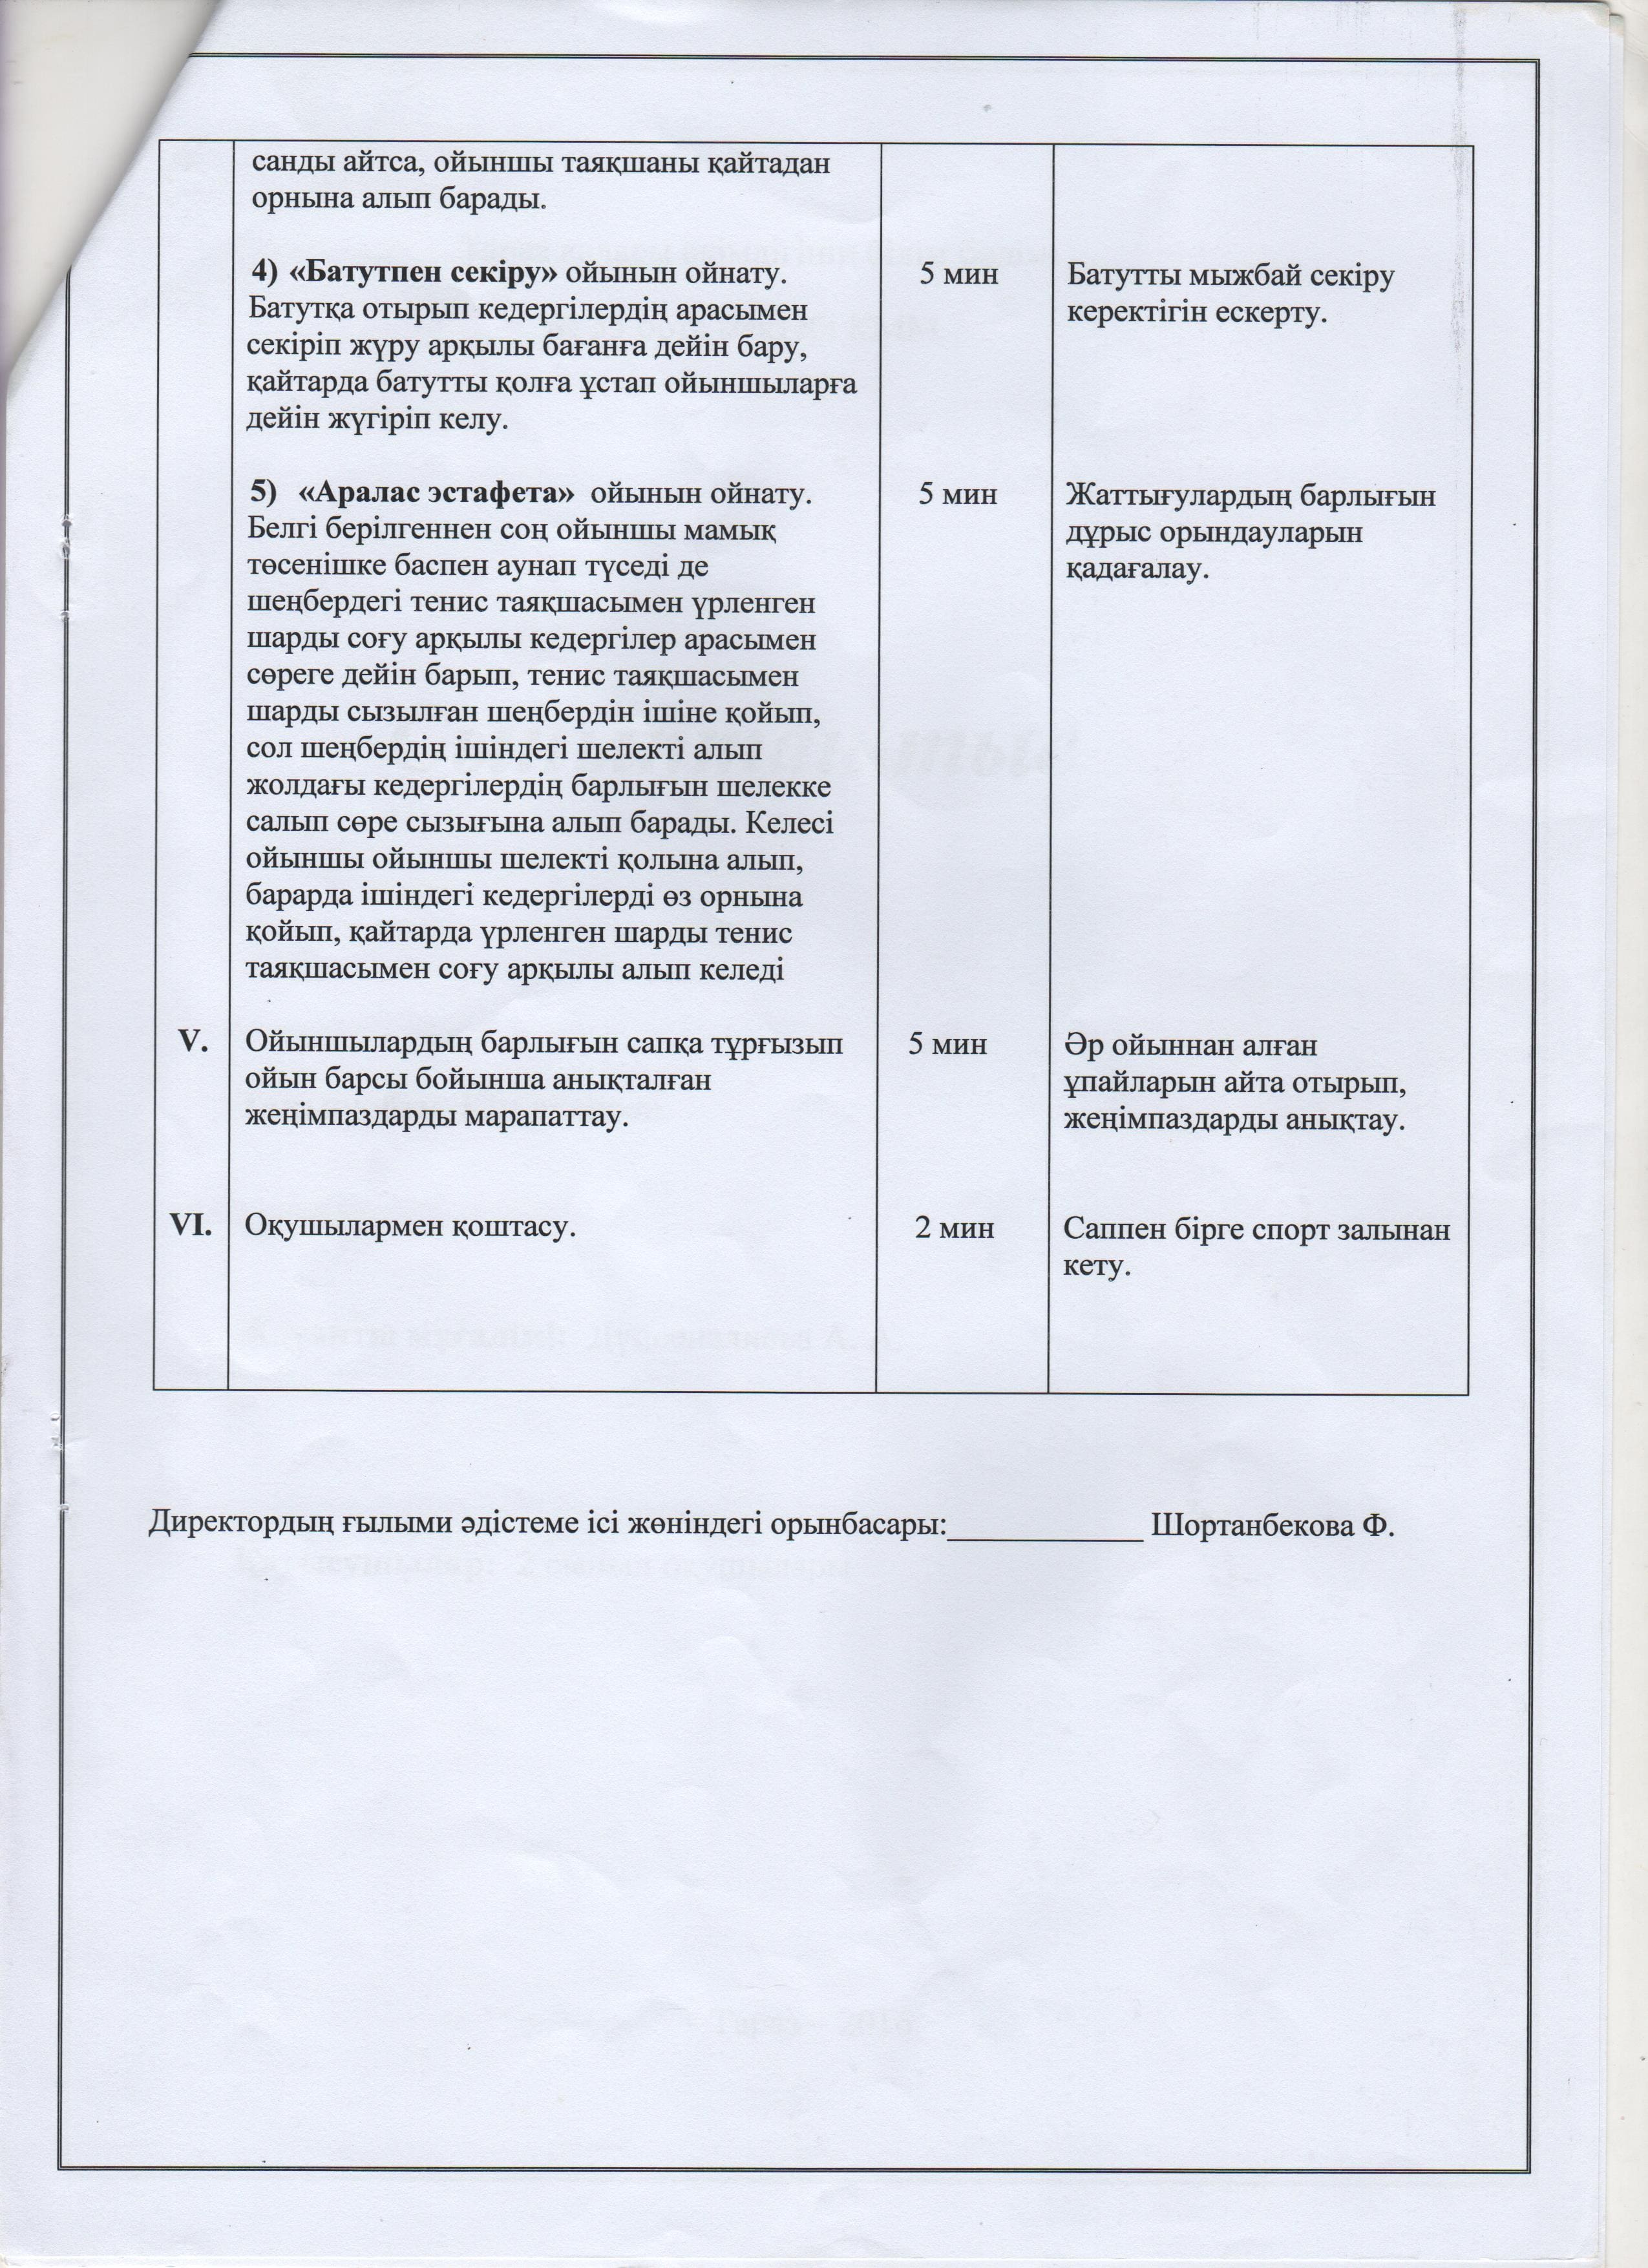 санды айтса, ойыншы таяқшаны қайтадан
орнына алып барады.
4) «Батутпен секіру» ойынын ойнату.
Батутқа отырып кедергілердің арасымен
секіріп жүру арқылы бағанға дейін бару,
қайтарда батутты қолға ұстап ойыншыларға
дейін жүгіріп келу.
5 мин
Батутты мыжбай секіру
керектігін ескерту.
5) «Аралас эстафета» ойынын ойнату.
Белгі берілгеннен соң ойыншы мамық
төсенішке баспен аунап түседі де
шеңбердегі тенис таяқшасымен үрленген
шарды соғу арқылы кедергілер арасымен
сөреге дейін барып, тенис таяқшасымен
шарды сызылған шеңбердін ішіне қойып,
сол шеңбердің ішіндегі шелекті алып
жолдағы кедергілердің барлығын шелекке
салып сөре сызығына алып барады. Келесі
ойыншы ойыншы шелекті қолына алып,
барарда ішіндегі кедергілерді өз орнына
қойып, қайтарда үрленген шарды тенис
таяқшасымен соғу арқылы алып келеді
5 мин
Жаттығулардың барлығын
дұрыс орындауларын
қадағалау.
V.
Ойыншылардың барлығын сапқа тұрғызып
ойын барсы бойынша анықталған
жеңімпаздарды марапаттау.
5 мин
Әр ойыннан алған
ұпайларын айта отырып,
жеңімпаздарды анықтау.
VI.
Оқушылармен қоштасу.
2 мин
Саппен бірге спорт залынан
кету.
Директордың ғылыми әдістеме ісі жөніндегі орынбасары:____________ Шортанбекова Ф.